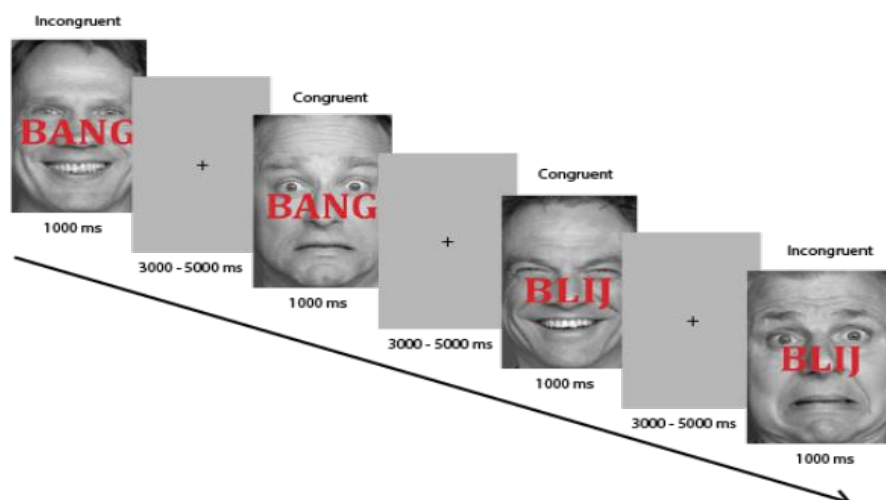 Incongruent
BANG
1000 ms
+
3000 - 5000 ms
Congruent
BANG
1000 ms
+
3000 - 5000 ms
Congruent
BLIJ
1000 ms
+
3000 - 5000 ms
Incongruent
BLIJ
1000 ms